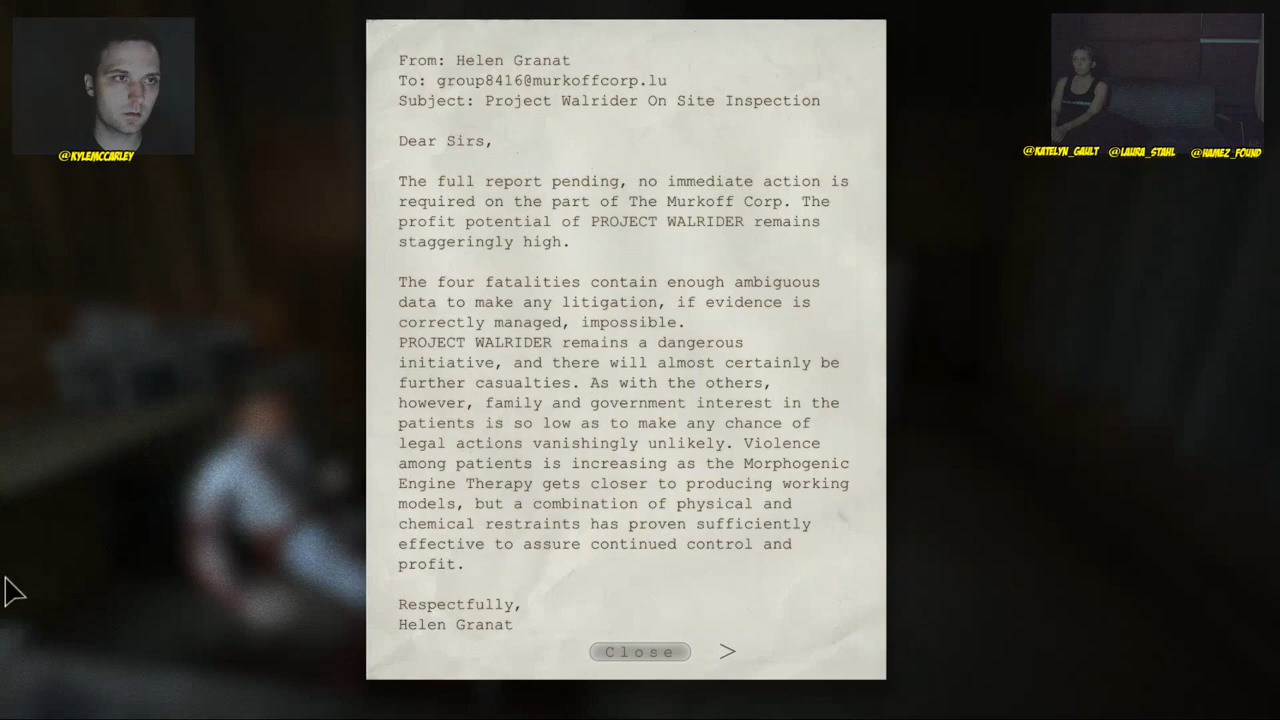 From: Helen Granat
To: group8416@murkoffcorp.lu
Subject: Project Walrider On Site Inspection
Dear Sirs,
The full report pending, no immediate action is
required on the part of The Murkoff Corp. The
profit potential of PROJECT WALRIDER remains
staggeringly high.
The four fatalities contain enough ambiguous
data to make any litigation, if evidence is
correctly managed, impossible.
PROJECT WALRIDER remains a dangerous
initiative, and there will almost certainly be
further casualties. As with the others,
however, family and government interest in the
patients is so low as to make any chance of
legal actions vanishingly unlikely. Violence
among patients is increasing as the Morphogenic
Engine Therapy gets closer to producing working
models, but a combination of physical and
chemical restraints has proven sufficiently
effective to assure continued control and
profit.
Respectfully,
Helen Granat
Close >
@KYLEMCCARLEY
@KATELYN_GAULT @LAURA_STAHL @HAMEZ_FOUND